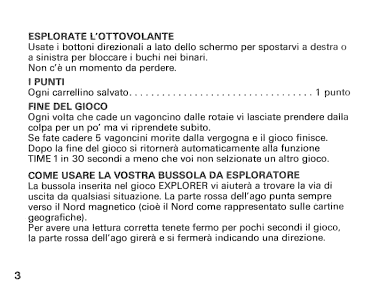 ESPLORATE L'OTTOVOLANTE
Usate i bottoni direzionali a lato dello schermo per spostarvi a destra o
a sinistra per bloccare i buchi nei binari.
Non c'è un momento da perdere.
I PUNTI
Ogni carrellino salvato. . . . . . . . . . . . . . . . . . . . . . . . . . . . . . . . . 1 punto
FINE DEL GIOCO
Ogni volta che cade un vagoncino dalle rotaie vi lasciate prendere dalla
colpa per un po' ma vi riprendete subito.
Se fate cadere 5 vagoncini morite dalla vergogna e il gioco finisce.
Dopo la fine del gioco si ritornerà automaticamente alla funzione
TIME 1 in 30 secondi a meno che voi non selzionate un altro gioco.
COME USARE LA VOSTRA BUSSOLA DA ESPLORATORE
La bussola inserita nel gioco EXPLORER vi aiuterà a trovare la via di
uscita da qualsiasi situazione. La parte rossa dell'ago punta sempre
verso il Nord magnetico (cioè il Nord come rappresentato sulle cartine
geografiche).
Per avere una lettura corretta tenete fermo per pochi secondi il gioco,
la parte rossa dell'ago girerà e si fermerà indicando una direzione.
3